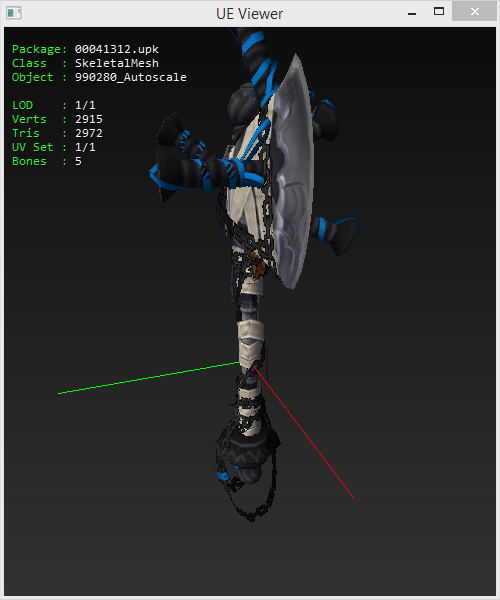 UE Viewer
Package: 00041312.upk
Class : SkeletalMesh
Object : 990280_Autoscale
LOD : 1/1
Verts : 2915
Tris : 2972
UV Set : 1/1
Bones : 5